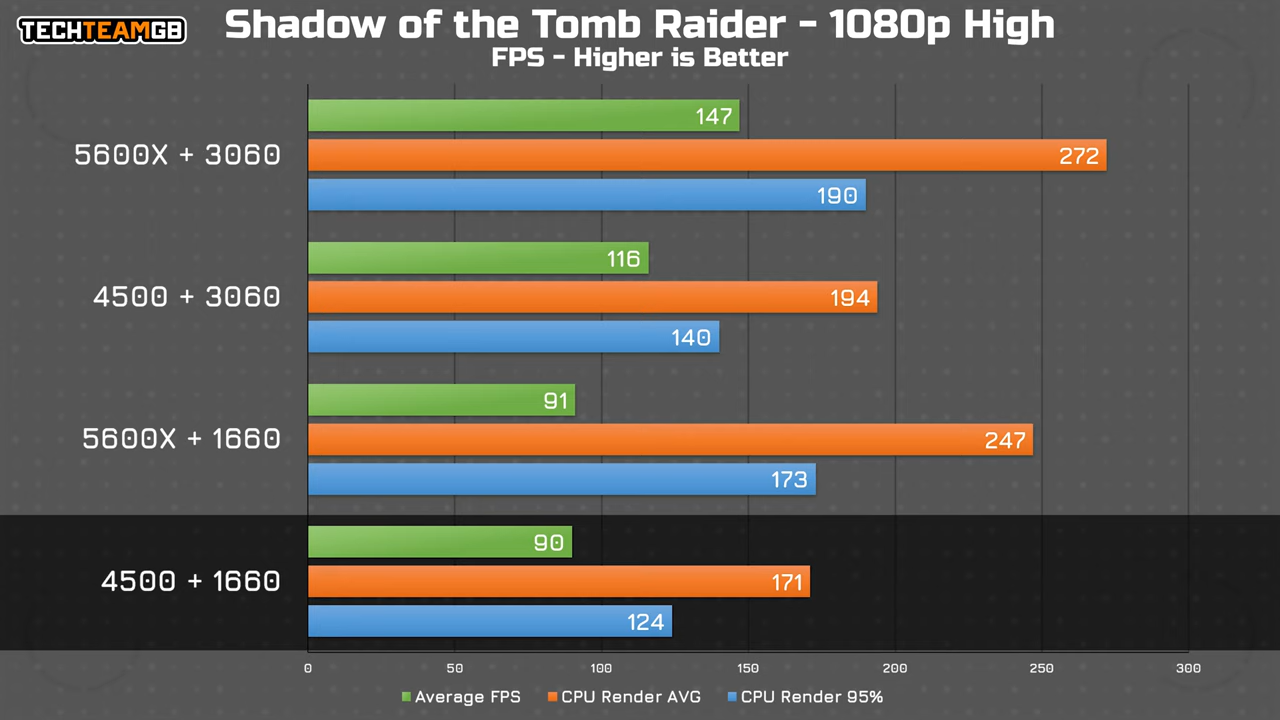 TECHTEAMGB
Shadow of the Tomb Raider - 1080p High
FPS - Higher is Better
5600X + 3060
147
272
190
4500 + 3060
116
194
140
5600X + 1660
91
247
173
4500 + 1660
90
171
124
0 50 100 150 200 250 300
Average FPS CPU Render AVG CPU Render 95%